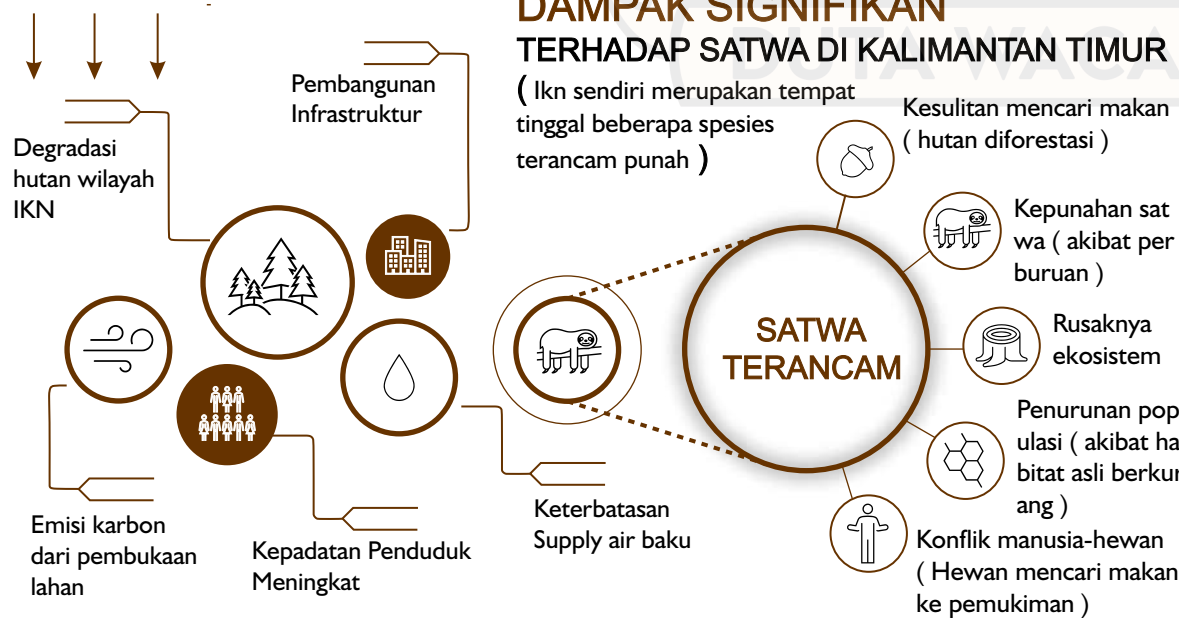 DAMPAK SIGNIFIKAN
TERHADAP SATWA DI KALIMANTAN TIMUR
( Ikn sendiri merupakan tempat
tinggal beberapa spesies
terancam punah )
DUTA WACA
Pembangunan
Infrastruktur
Degradasi
hutan wilayah
IKN
Emisi karbon
dari pembukaan
lahan
Kepadatan Penduduk
Meningkat
Keterbatasan
Supply air baku
SATWA
TERANCAM
Kesulitan mencari makan
( hutan diforestasi )
Kepunahan sat
wa ( akibat per
buruan )
Rusaknya
ekosistem
Penurunan pop
ulasi ( akibat ha
bitat asli berkur
ang )
Konflik manusia-hewan
( Hewan mencari makan
ke pemukiman )